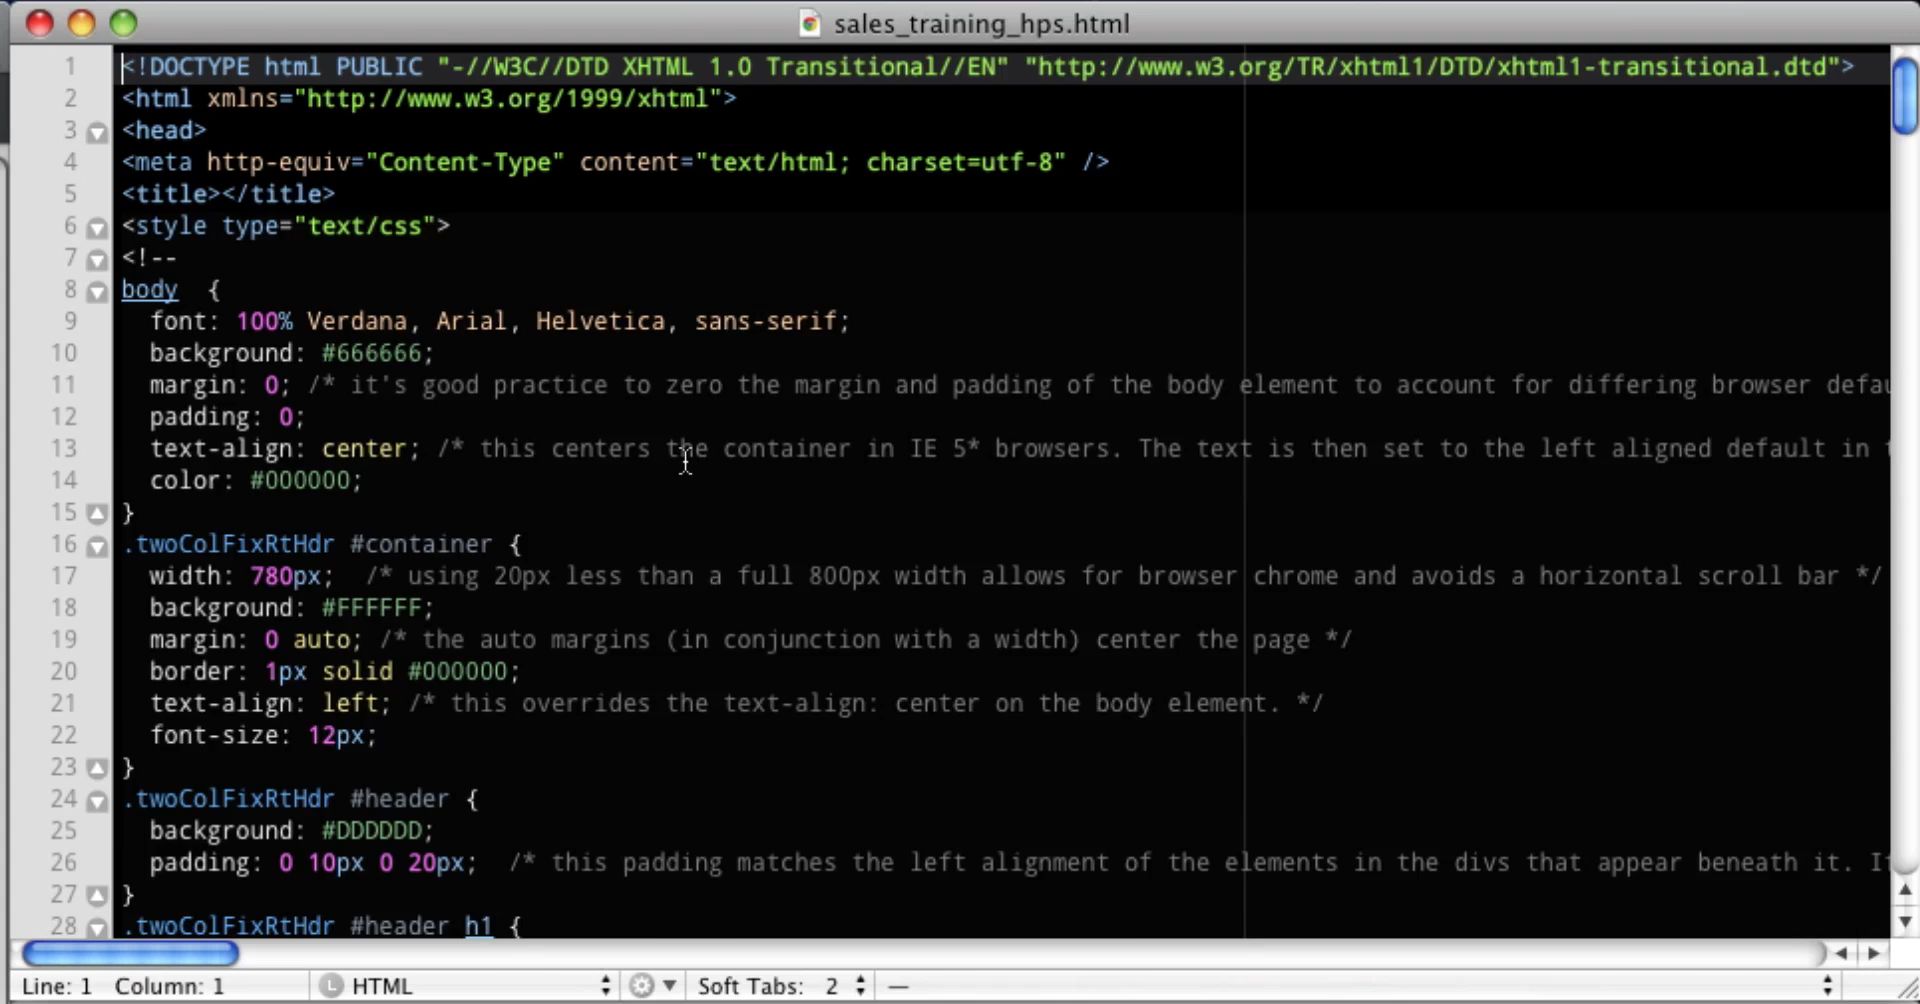 sales_training_hps.html
1 <!DOCTYPE html PUBLIC "-//W3C//DTD XHTML 1.0 Transitional//EN" "http://www.w3.org/TR/xhtml1/DTD/xhtml1-transitional.dtd">
2 <html xmlns="http://www.w3.org/1999/xhtml">
3 <head>
4 <meta http-equiv="Content-Type" content="text/html; charset=utf-8" />
5 <title></title>
6 <style type="text/css">
7 <!--
8 body  {
9   font: 100% Verdana, Arial, Helvetica, sans-serif;
10   background: #666666;
11   margin: 0; /* it's good practice to zero the margin and padding of the body element to account for differing browser defau
12   padding: 0;
13   text-align: center; /* this centers the container in IE 5* browsers. The text is then set to the left aligned default in t
14   color: #000000;
15 }
16 .twoColFixRtHdr #container {
17   width: 780px;  /* using 20px less than a full 800px width allows for browser chrome and avoids a horizontal scroll bar */
18   background: #FFFFFF;
19   margin: 0 auto; /* the auto margins (in conjunction with a width) center the page */
20   border: 1px solid #000000;
21   text-align: left; /* this overrides the text-align: center on the body element. */
22   font-size: 12px;
23 }
24 .twoColFixRtHdr #header {
25   background: #DDDDDD;
26   padding: 0 10px 0 20px;  /* this padding matches the left alignment of the elements in the divs that appear beneath it. If
27 }
28 .twoColFixRtHdr #header h1 {
Line: 1 Column: 1 L HTML Soft Tabs: 2 —